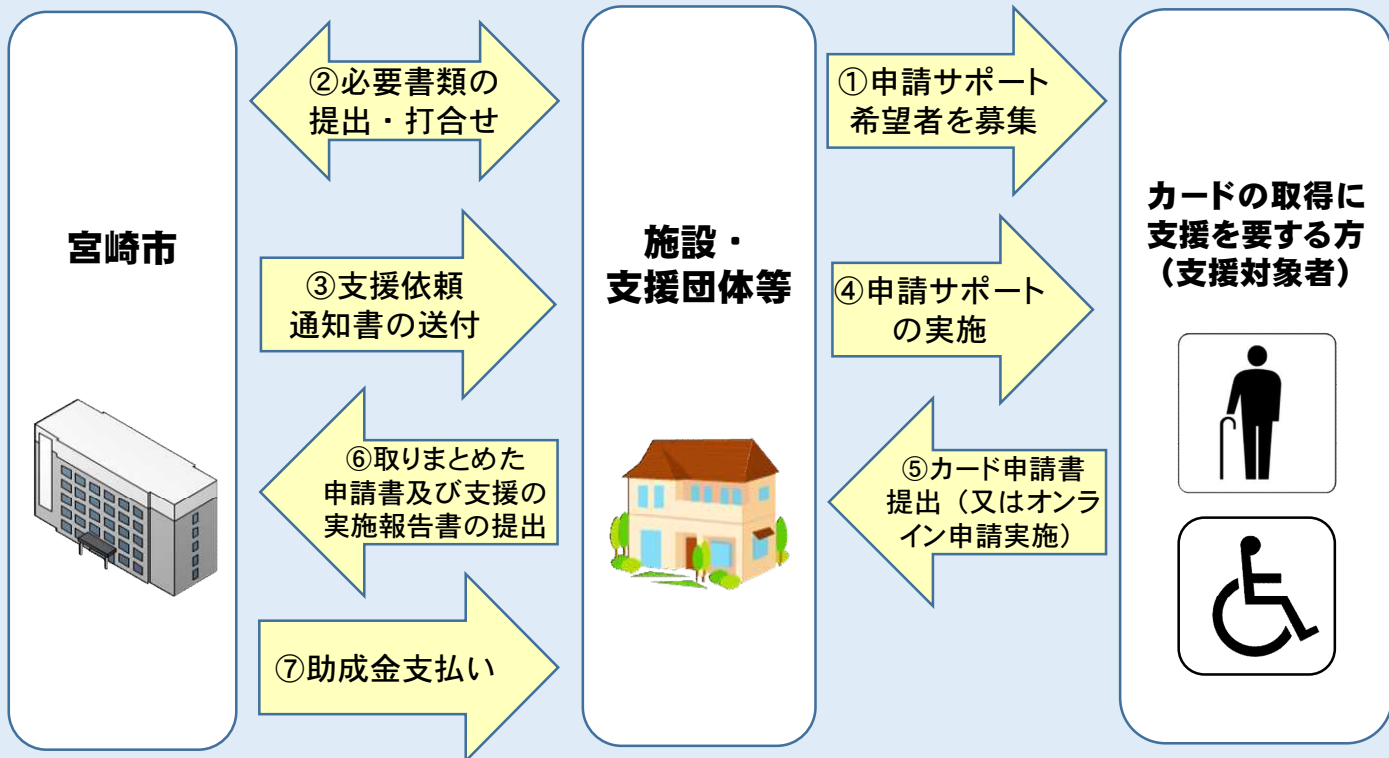 宮崎市
②必要書類の
提出・打合せ
③支援依頼
通知書の送付
⑥取りまとめた
申請書及び支援の
実施報告書の提出
⑦助成金支払い
施設・
支援団体等
①申請サポート
希望者を募集
④申請サポート
の実施
⑤カード申請書
提出（又はオンラ
イン申請実施）
カードの取得に
支援を要する方
（支援対象者）